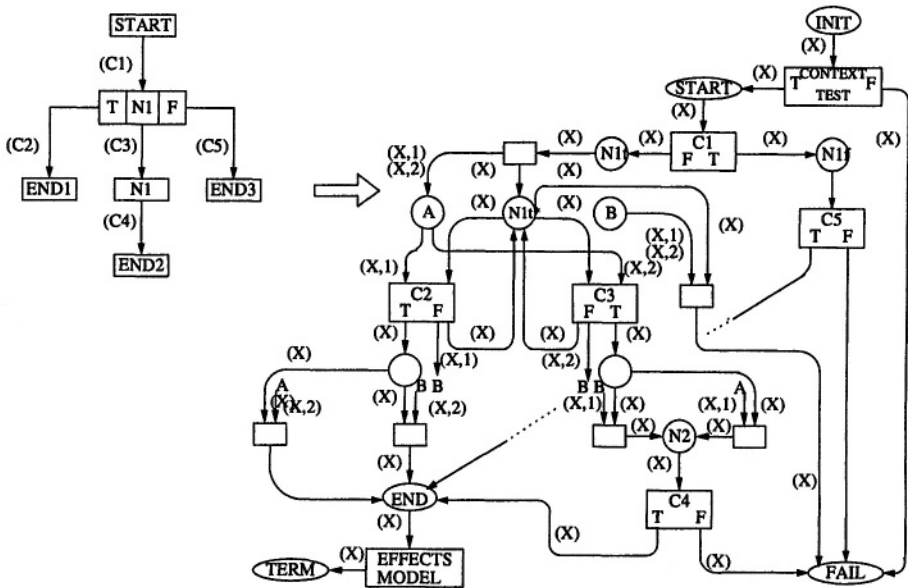 START
(C1)
T N1 F
(C2)
(C3)
(C5)
END1
N1
END3
(C4)
END2
INIT
(X)
T CONTEXT F
TEST
(X)
START
(X)
(X)
C1
F T
(X)
N1t
(X)
(X)
N1f
(X,1)
(X,2)
(X)
(X)
(X)
A
(X)
N1t
(X)
B
(X)
C5
T F
(X,1)
(X,2)
(X,1)
(X,2)
C2
T F
C3
F T
(X)
(X)
(X)
(X)
(X,1)
(X,2)
(X)
B B
B B
A
(X)
(X,2)
A
(X)
(X,2)
(X,1)
(X)
(X,1)
(X)
(X)
N2
(X)
(X)
(X)
(X)
END
C4
T F
(X)
(X)
(X)
(X)
TERM
EFFECTS
MODEL
FAIL